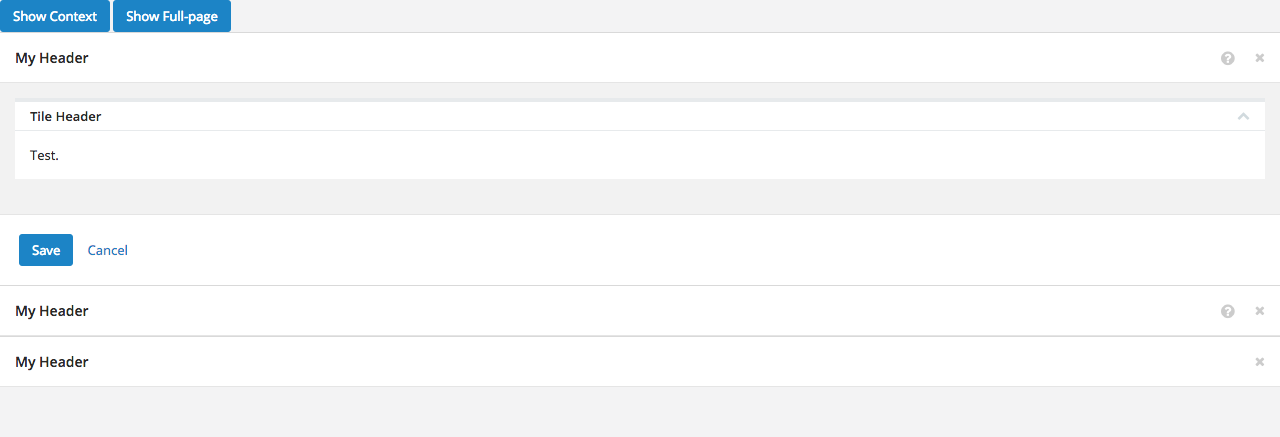 Show Context Show Full-page
My Header
Tile Header
Test.
Save Cancel
My Header
My Header